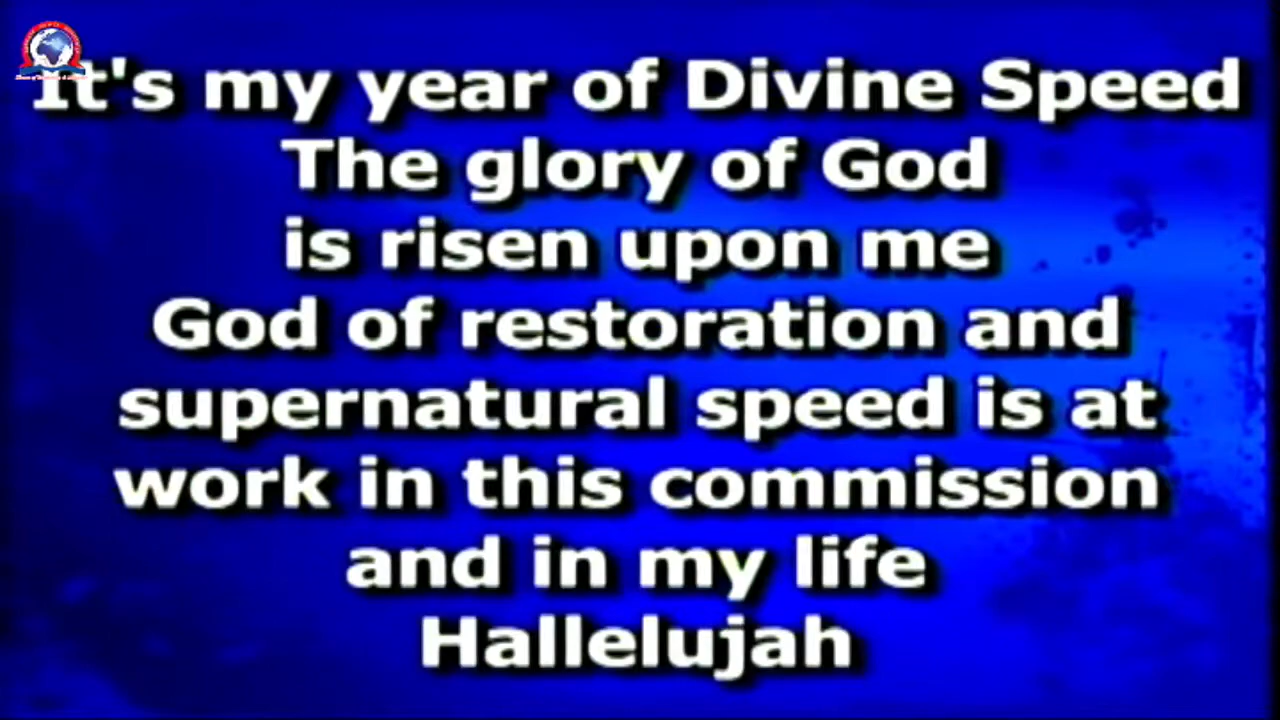 It's my year of Divine Speed
The glory of God
is risen upon me
God of restoration and
supernatural speed is at
work in this commission
and in my life
Hallelujah